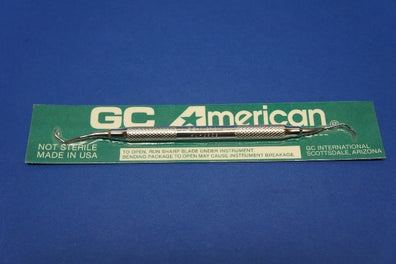 GC American
NOT STERILE
MADE IN USA
TO OPEN, RUN SHARP BLADE UNDER INSTRUMENT.
BENDING PACKAGE TO OPEN MAY CAUSE INSTRUMENT BREAKAGE.
GC INTERNATIONAL
SCOTTSDALE, ARIZONA